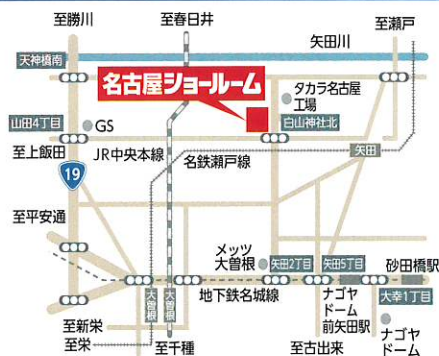 至勝川
至春日井
至瀬戸
矢田川
天神橋南
名古屋ショールーム
タカラ名古屋
工場
山田4丁目
GS
白山神社北
至上飯田
JR中央本線
名鉄瀬戸線
矢田
19
至平安通
メッツ
大曽根
矢田2丁目
矢田5丁目
砂田橋駅
大曽根
大曽根
地下鉄名城線
ナゴヤ
ドーム
前矢田駅
大幸1丁目
至新栄
至栄
至千種
至古出来
ナゴヤ
ドーム